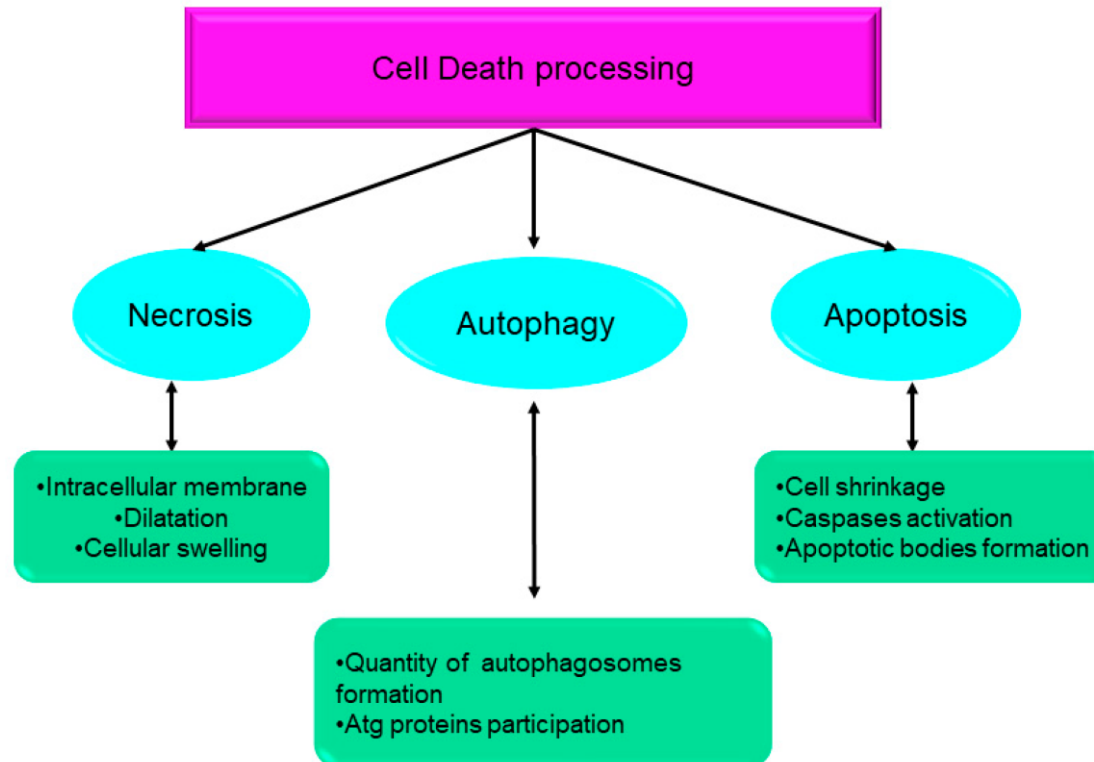 Cell Death processing
Necrosis
Autophagy
Apoptosis
•Intracellular membrane
•Dilatation
•Cellular swelling
•Cell shrinkage
•Caspases activation
•Apoptotic bodies formation
•Quantity of autophagosomes
formation
•Atg proteins participation